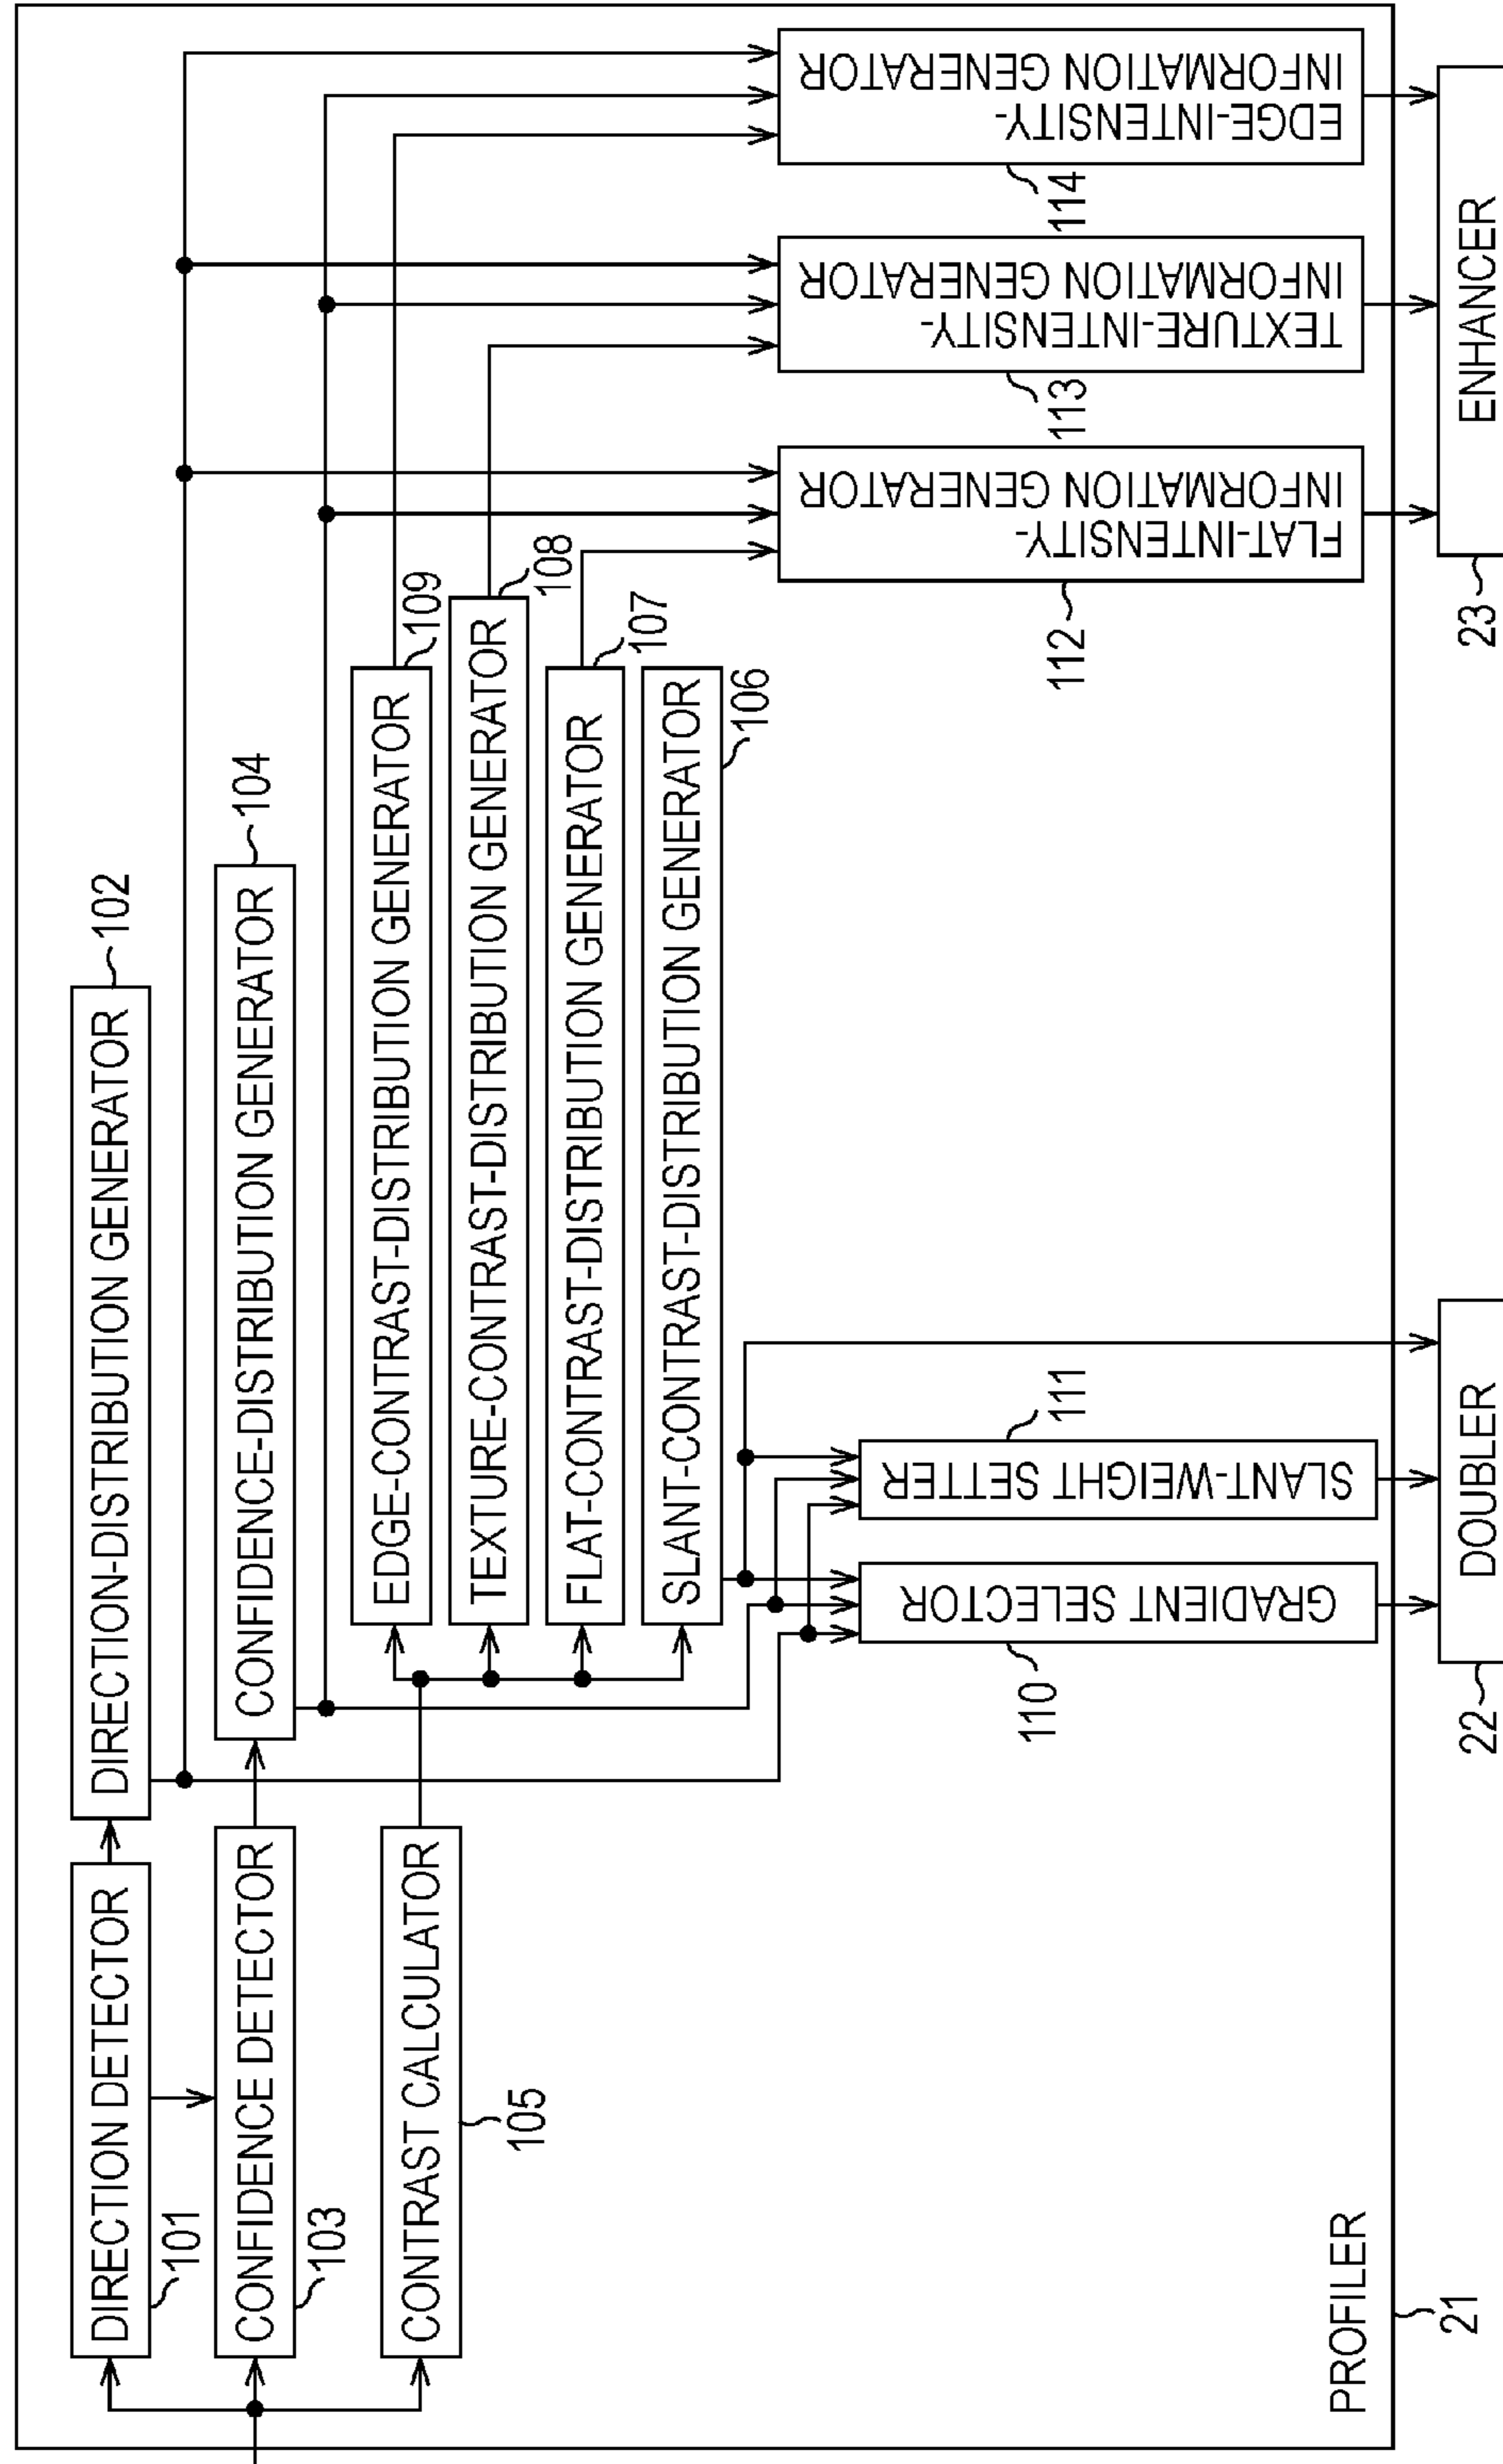 DIRECTION DETECTOR
101
DIRECTION-DISTRIBUTION GENERATOR
102
CONFIDENCE DETECTOR
103
CONFIDENCE-DISTRIBUTION GENERATOR
104
CONTRAST CALCULATOR
105
EDGE-CONTRAST-DISTRIBUTION GENERATOR
109
TEXTURE-CONTRAST-DISTRIBUTION GENERATOR
108
FLAT-CONTRAST-DISTRIBUTION GENERATOR
107
SLANT-CONTRAST-DISTRIBUTION GENERATOR
106
GRADIENT SELECTOR
110
SLANT-WEIGHT SETTER
111
FLAT-INTENSITY-
INFORMATION GENERATOR
112
TEXTURE-INTENSITY-
INFORMATION GENERATOR
113
EDGE-INTENSITY-
INFORMATION GENERATOR
114
PROFILER
21
DOUBLER
22
ENHANCER
23